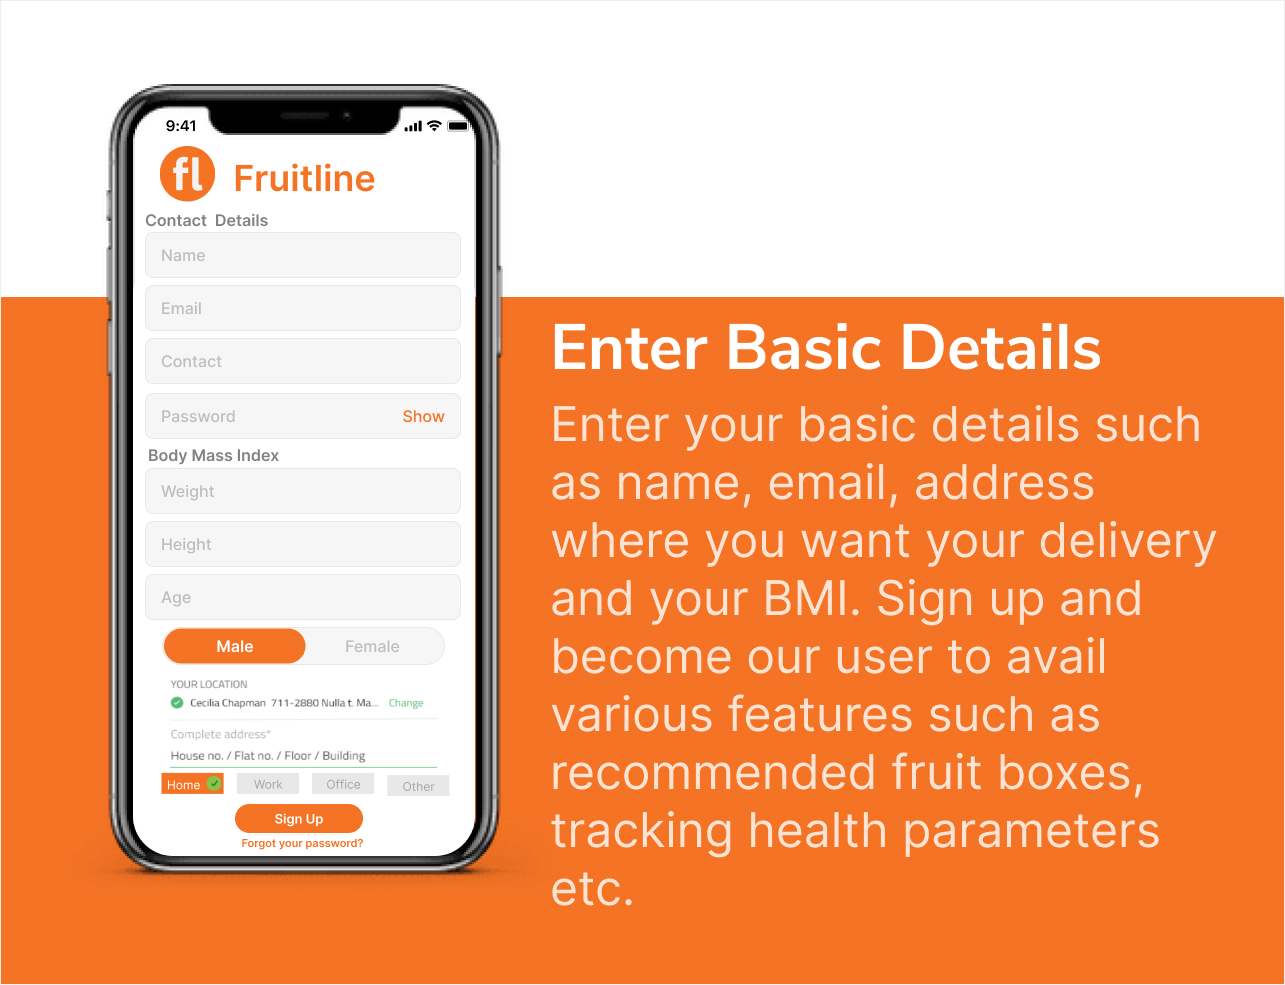 9:41
fl
Fruitline
Contact Details
Name
Email
Contact
Password Show
Body Mass Index
Weight
Height
Age
Male Female
YOUR LOCATION
Cecilia Chapman 711-2880 Nulla t. Ma... Change
Complete address*
House no. / Flat no. / Floor / Building
Home Work Office Other
Sign Up
Forgot your password?
Enter Basic Details
Enter your basic details such
as name, email, address
where you want your delivery
and your BMI. Sign up and
become our user to avail
various features such as
recommended fruit boxes,
tracking health parameters
etc.